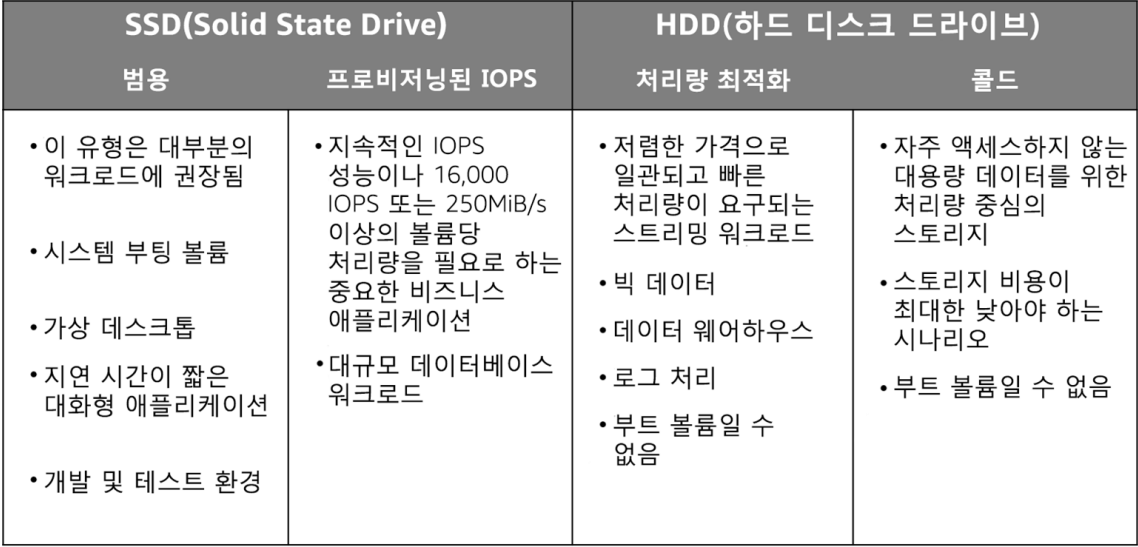 SSD(Solid State Drive)
HDD(하드 디스크 드라이브)
범용
프로비저닝된 IOPS
처리량 최적화
콜드
• 이 유형은 대부분의
워크로드에 권장됨
• 시스템 부팅 볼륨
• 가상 데스크톱
• 지연 시간이 짧은
대화형 애플리케이션
• 개발 및 테스트 환경
• 지속적인 IOPS
성능이나 16,000
IOPS 또는 250MiB/s
이상의 볼륨당
처리량을 필요로 하는
중요한 비즈니스
애플리케이션
• 대규모 데이터베이스
워크로드
• 저렴한 가격으로
일관되고 빠른
처리량이 요구되는
스트리밍 워크로드
• 빅 데이터
• 데이터 웨어하우스
• 로그 처리
• 부트 볼륨일 수
없음
• 자주 액세스하지 않는
대용량 데이터를 위한
처리량 중심의
스토리지
• 스토리지 비용이
최대한 낮아야 하는
시나리오
• 부트 볼륨일 수 없음